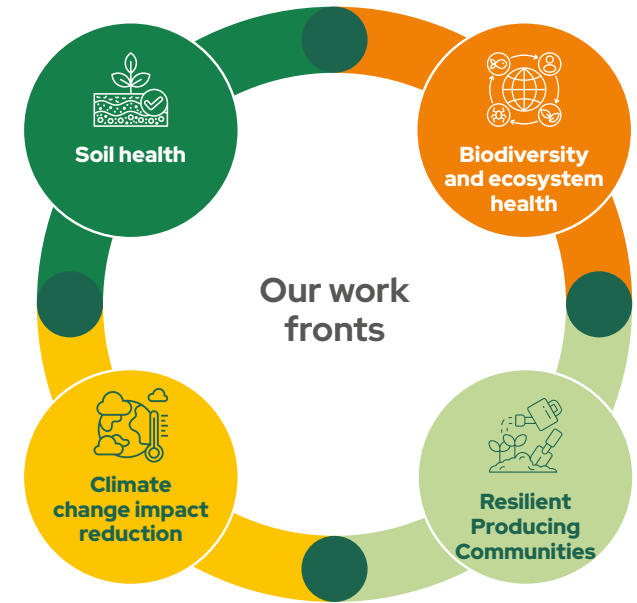 Soil health
Biodiversity
and ecosystem
health
Our work
fronts
Climate
change impact
reduction
Resilient
Producing
Communities